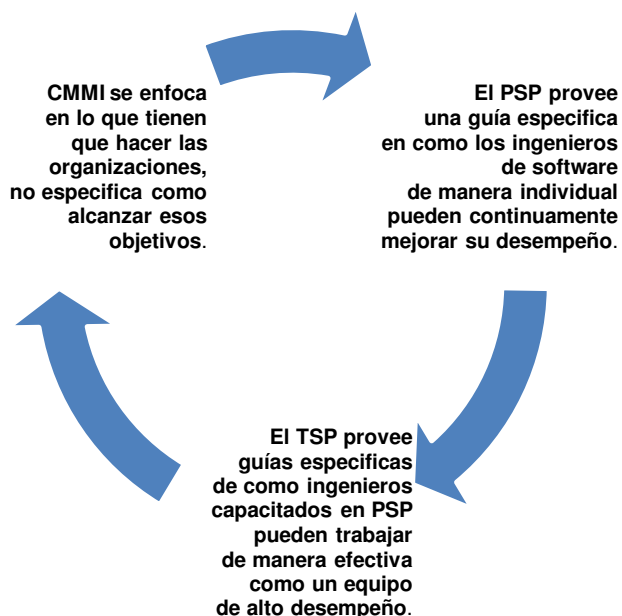 CMMI se enfoca
en lo que tienen
que hacer las
organizaciones,
no especifica como
alcanzar esos
objetivos.
El PSP provee
una guía especifica
en como los ingenieros
de software
de manera individual
pueden continuamente
mejorar su desempeño.
El TSP provee
guías especificas
de como ingenieros
capacitados en PSP
pueden trabajar
de manera efectiva
como un equipo
de alto desempeño.